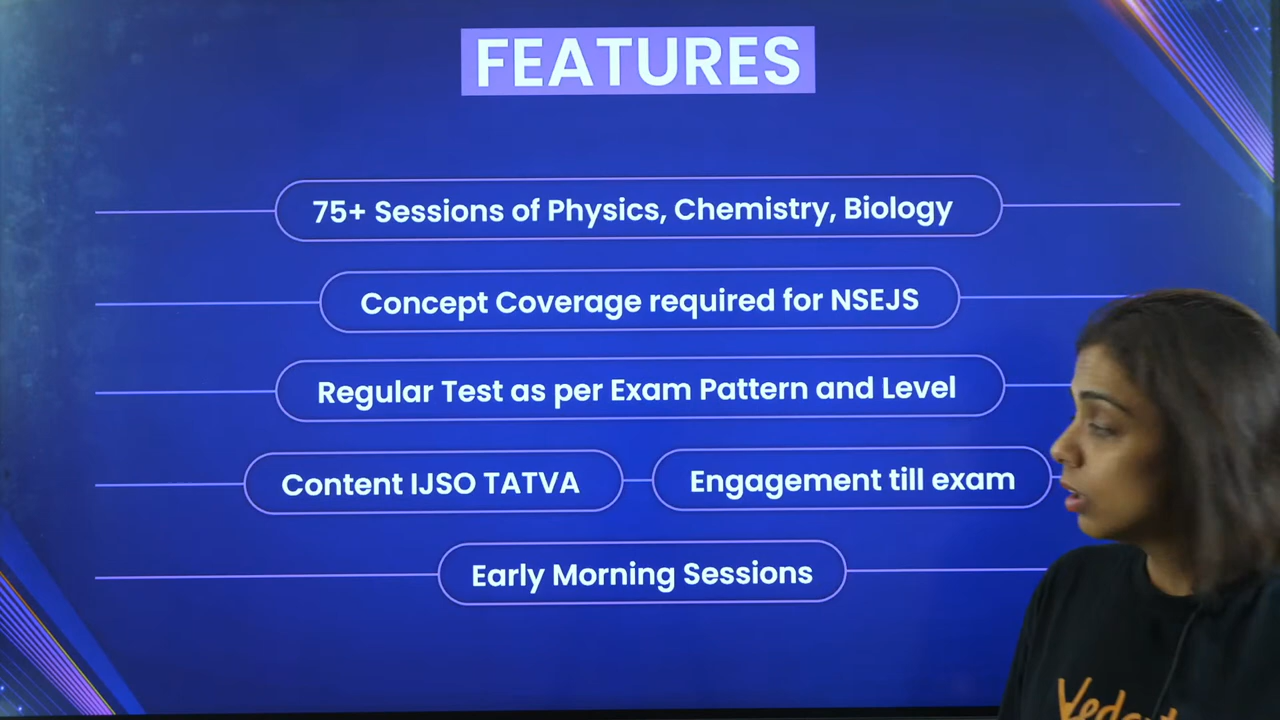 FEATURES
75+ Sessions of Physics, Chemistry, Biology
Concept Coverage required for NSEJS
Regular Test as per Exam Pattern and Level
Content IJSO TATVA
Engagement till exam
Early Morning Sessions